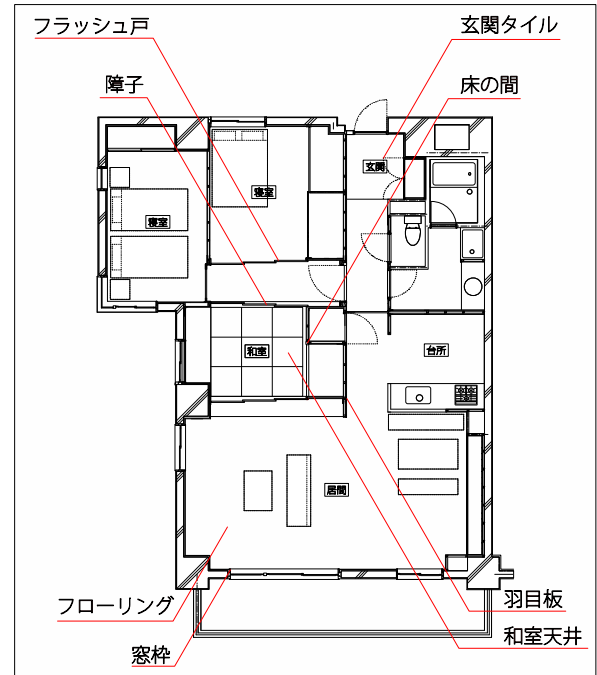 フラッシュ戸
玄関タイル
障子
床の間
玄関
寝室
寝室
和室
台所
居間
フローリング
羽目板
和室天井
窓枠